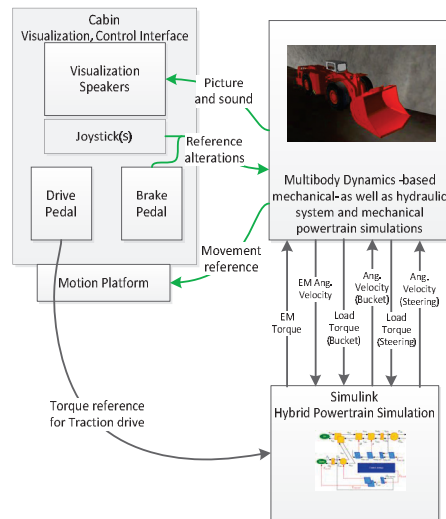 Cabin
Visualization, Control Interface
Visualization
Speakers
Joystick(s)
Drive
Pedal
Brake
Pedal
Motion Platform
Picture
and sound
Reference
alterations
Movement
reference
Multibody Dynamics -based
mechanical- as well as hydraulic
system and mechanical
powertrain simulations
EM
Torque
EM Ang.
Velocity
Load
Torque
(Bucket)
Ang.
Velocity
(Bucket)
Load
Torque
(Steering)
Ang.
Velocity
(Steering)
Torque reference
for Traction drive
Simulink
Hybrid Powertrain Simulation